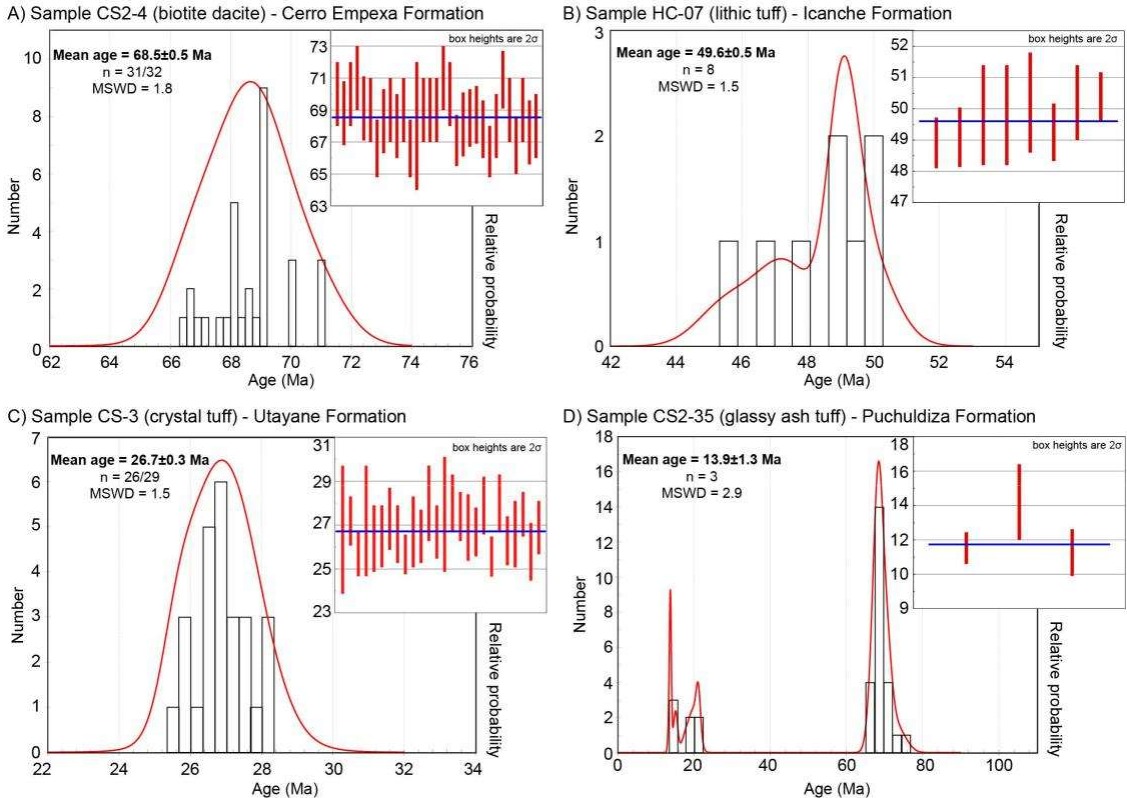 A) Sample CS2-4 (biotite dacite) - Cerro Empexa Formation
Mean age = 68.5±0.5 Ma
n = 31/32
MSWD = 1.8
box heights are 2σ
73
71
69
67
65
63
10
8
6
4
2
0
Number
Relative probability
62
64
66
68
70
72
74
76
Age (Ma)
B) Sample HC-07 (lithic tuff) - Icanche Formation
Mean age = 49.6±0.5 Ma
n = 8
MSWD = 1.5
box heights are 2σ
52
51
50
49
48
47
3
2
1
0
Number
Relative probability
42
44
46
48
50
52
54
Age (Ma)
C) Sample CS-3 (crystal tuff) - Utayane Formation
Mean age = 26.7±0.3 Ma
n = 26/29
MSWD = 1.5
box heights are 2σ
31
29
27
25
23
7
6
5
4
3
2
1
0
Number
Relative probability
22
24
26
28
30
32
34
Age (Ma)
D) Sample CS2-35 (glassy ash tuff) - Puchuldiza Formation
Mean age = 13.9±1.3 Ma
n = 3
MSWD = 2.9
box heights are 2σ
18
16
14
12
10
9
18
16
14
12
10
8
6
4
2
0
Number
Relative probability
0
20
40
60
80
100
Age (Ma)